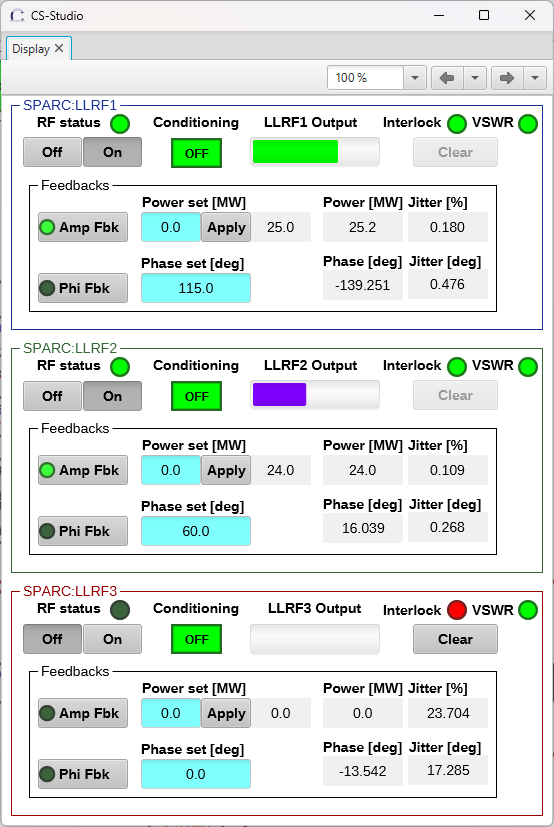 CS-Studio
Display
100 %
SPARC:LLRF1
RF status Conditioning LLRF1 Output Interlock VSWR
Off On OFF Clear
Feedbacks
Power set [MW] Power [MW] Jitter [%]
Amp Fbk 0.0 Apply 25.0 25.2 0.180
Phase set [deg] Phase [deg] Jitter [deg]
Phi Fbk 115.0 -139.251 0.476
SPARC:LLRF2
RF status Conditioning LLRF2 Output Interlock VSWR
Off On OFF Clear
Feedbacks
Power set [MW] Power [MW] Jitter [%]
Amp Fbk 0.0 Apply 24.0 24.0 0.109
Phase set [deg] Phase [deg] Jitter [deg]
Phi Fbk 60.0 16.039 0.268
SPARC:LLRF3
RF status Conditioning LLRF3 Output Interlock VSWR
Off On OFF Clear
Feedbacks
Power set [MW] Power [MW] Jitter [%]
Amp Fbk 0.0 Apply 0.0 0.0 23.704
Phase set [deg] Phase [deg] Jitter [deg]
Phi Fbk 0.0 -13.542 17.285